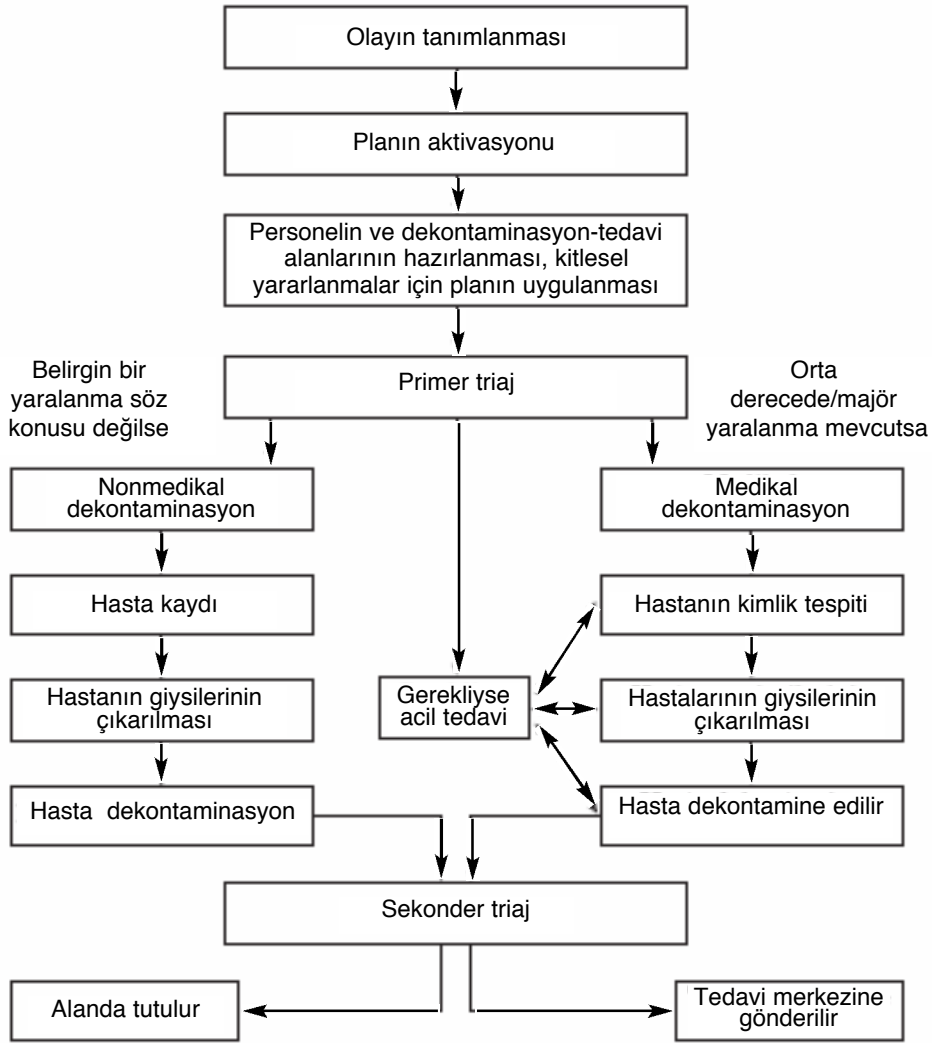 Olayın tanımlanması
Planın aktivasyonu
Personelin ve dekontaminasyon-tedavi
alanlarının hazırlanması, kitlesel
yararlanmalar için planın uygulanması
Belirgin bir
yaralanma söz
konusu değilse
Primer triaj
Orta
derecede/majör
yaralanma mevcutsa
Nonmedikal
dekontaminasyon
Medikal
dekontaminasyon
Hasta kaydı
Hastanın kimlik tespiti
Hastanın giysilerinin
çıkarılması
Gerekliyse
acil tedavi
Hastalarının giysilerinin
çıkarılması
Hasta dekontaminasyon
Hasta dekontamine edilir
Sekonder triaj
Alanda tutulur
Tedavi merkezine
gönderilir